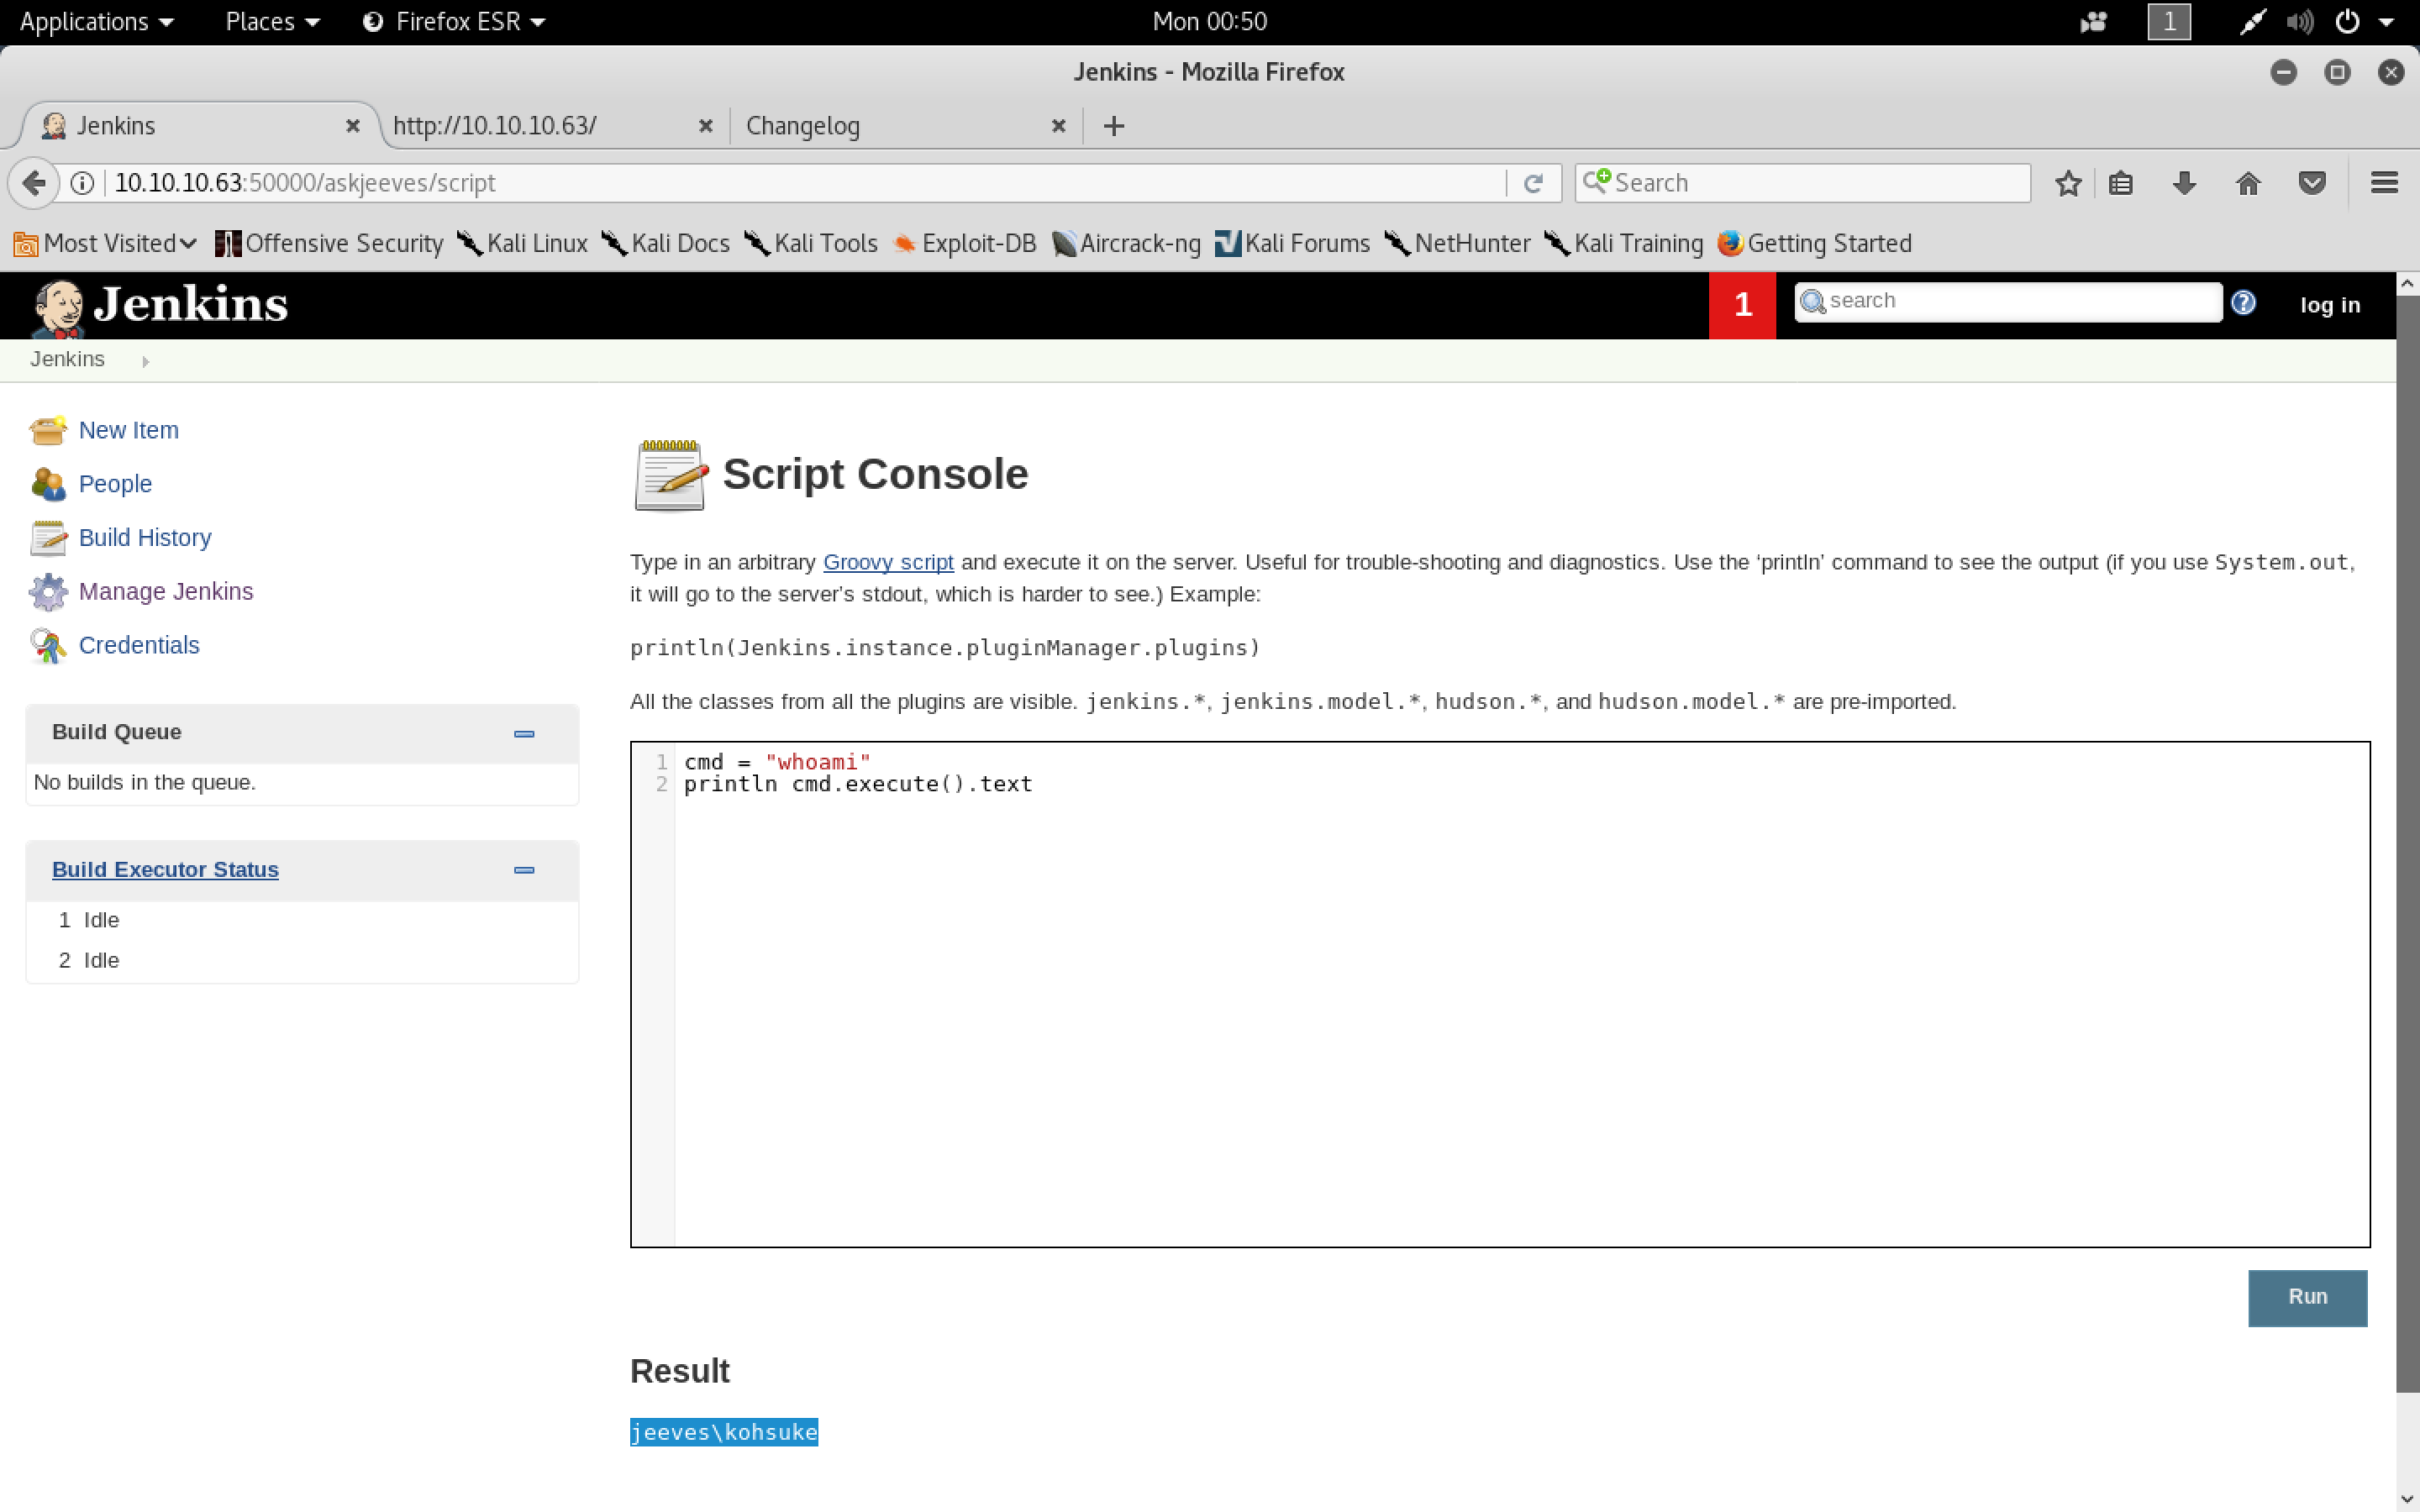 Applications Places Firefox ESR Mon 00:50 1
Jenkins - Mozilla Firefox
Jenkins http://10.10.10.63/ Changelog
10.10.10.63:50000/askjeeves/script Search
Most Visited Offensive Security Kali Linux Kali Docs Kali Tools Exploit-DB Aircrack-ng Kali Forums NetHunter Kali Training Getting Started
Jenkins 1 search ? log in
Jenkins
New Item
People
Build History
Manage Jenkins
Credentials
Build Queue
No builds in the queue.
Build Executor Status
1 Idle
2 Idle
Script Console
Type in an arbitrary Groovy script and execute it on the server. Useful for trouble-shooting and diagnostics. Use the ‘println’ command to see the output (if you use System.out,
it will go to the server’s stdout, which is harder to see.) Example:
println(Jenkins.instance.pluginManager.plugins)
All the classes from all the plugins are visible. jenkins.*, jenkins.model.*, hudson.*, and hudson.model.* are pre-imported.
1 cmd = "whoami"
2 println cmd.execute().text
Run
Result
jeeves\kohsuke